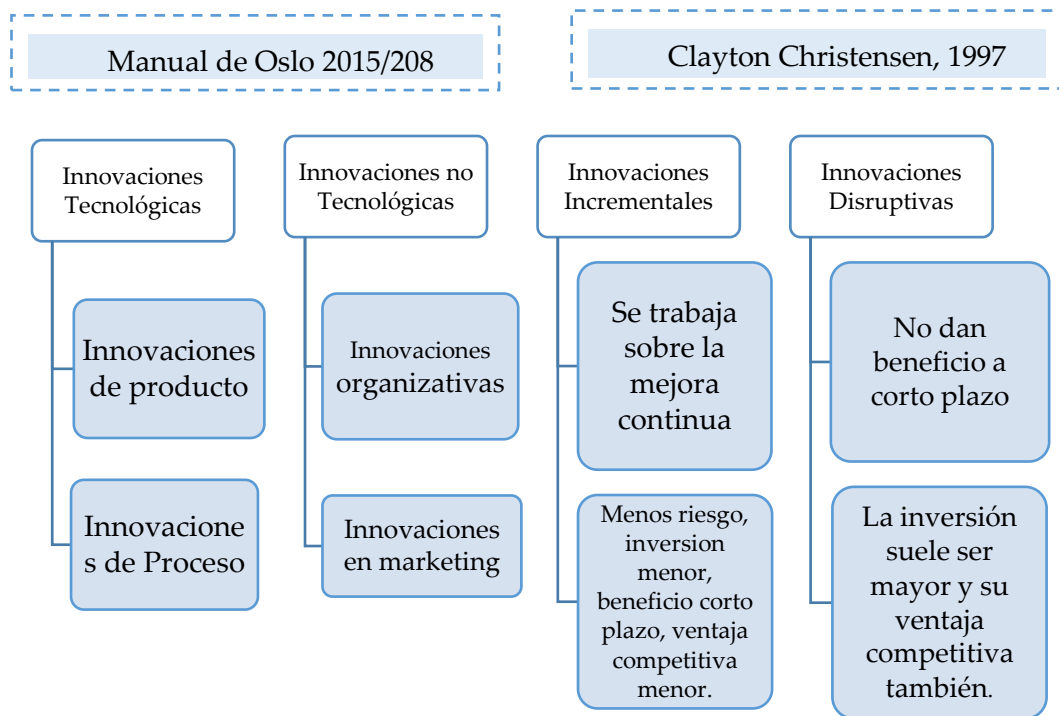 Manual de Oslo 2015/208
Clayton Christensen, 1997
Innovaciones
Tecnológicas
Innovaciones
de producto
Innovacione
s de Proceso
Innovaciones no
Tecnológicas
Innovaciones
organizativas
Innovaciones
en marketing
Innovaciones
Incrementales
Se trabaja
sobre la
mejora
continua
Menos riesgo,
inversion
menor,
beneficio corto
plazo, ventaja
competitiva
menor.
Innovaciones
Disruptivas
No dan
beneficio a
corto plazo
La inversión
suele ser
mayor y su
ventaja
competitiva
también.